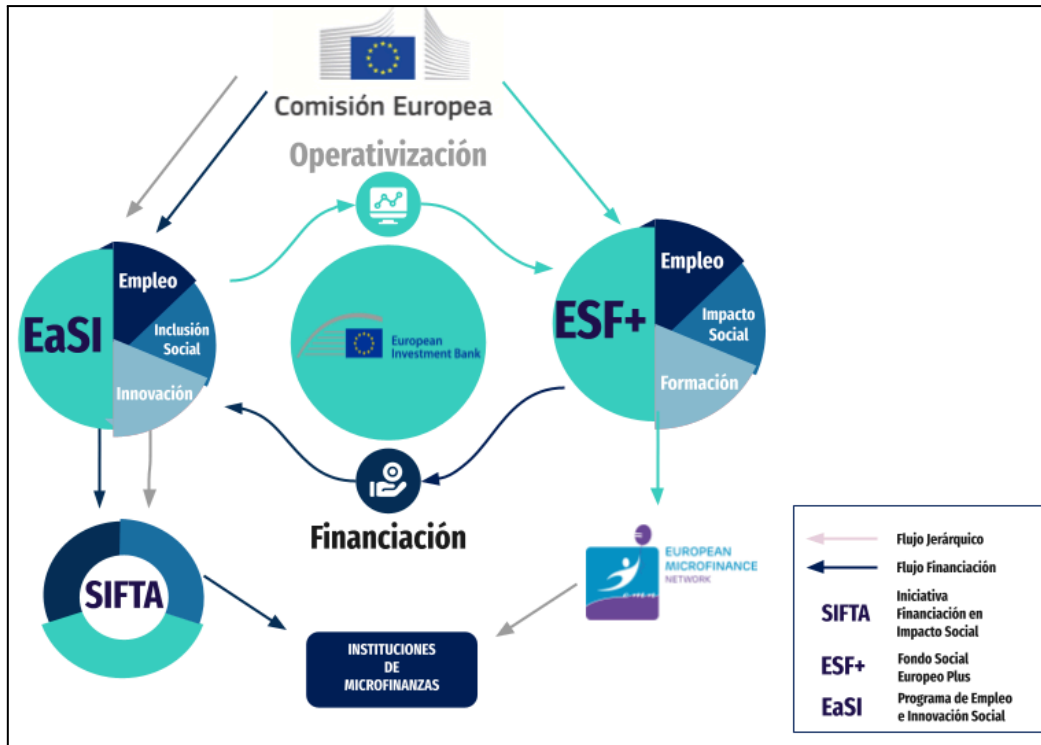 Comisión Europea
Operativización
EaSI
Empleo
Inclusión
Social
Innovación
European
Investment Bank
ESF+
Empleo
Impacto
Social
Formación
Financiación
SIFTA
EUROPEAN
MICROFINANCE
NETWORK
INSTITUCIONES
DE
MICROFINANZAS
Flujo Jerárquico
Flujo Financiación
SIFTA
Iniciativa
Financiación en
Impacto Social
ESF+
Fondo Social
Europeo Plus
EaSI
Programa de Empleo
e Innovación Social